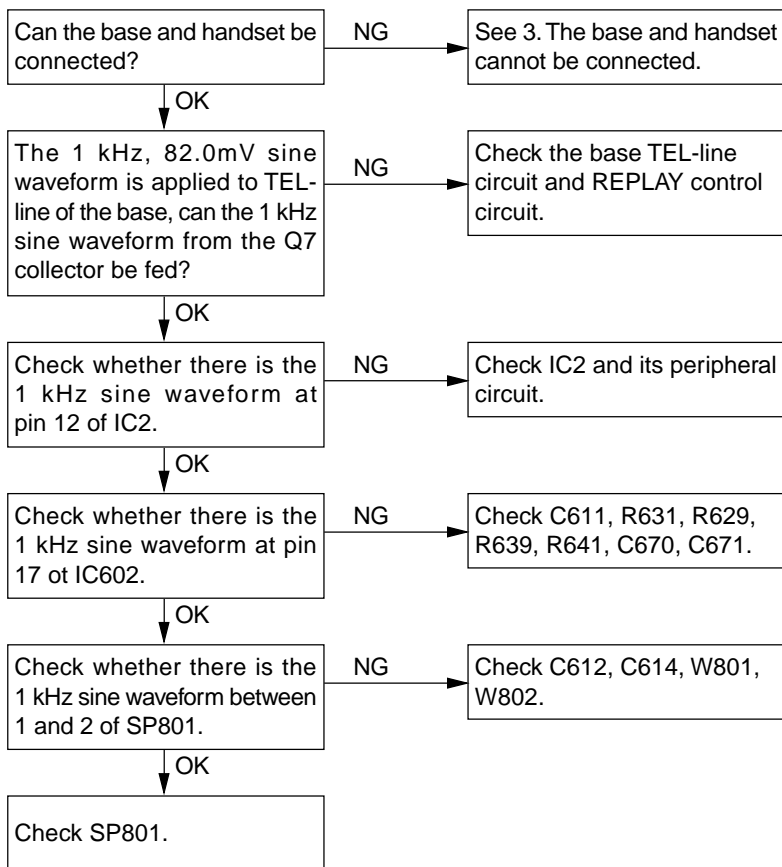 Can the base and handset be
connected?
NG
See 3. The base and handset
cannot be connected.
OK
The 1 kHz, 82.0mV sine
waveform is applied to TEL-
line of the base, can the 1 kHz
sine waveform from the Q7
collector be fed?
NG
Check the base TEL-line
circuit and REPLAY control
circuit.
OK
Check whether there is the
1 kHz sine waveform at
pin 12 of IC2.
NG
Check IC2 and its peripheral
circuit.
OK
Check whether there is the
1 kHz sine waveform at pin
17 ot IC602.
NG
Check C611, R631, R629,
R639, R641, C670, C671.
OK
Check whether there is the
1 kHz sine waveform between
1 and 2 of SP801.
NG
Check C612, C614, W801,
W802.
OK
Check SP801.